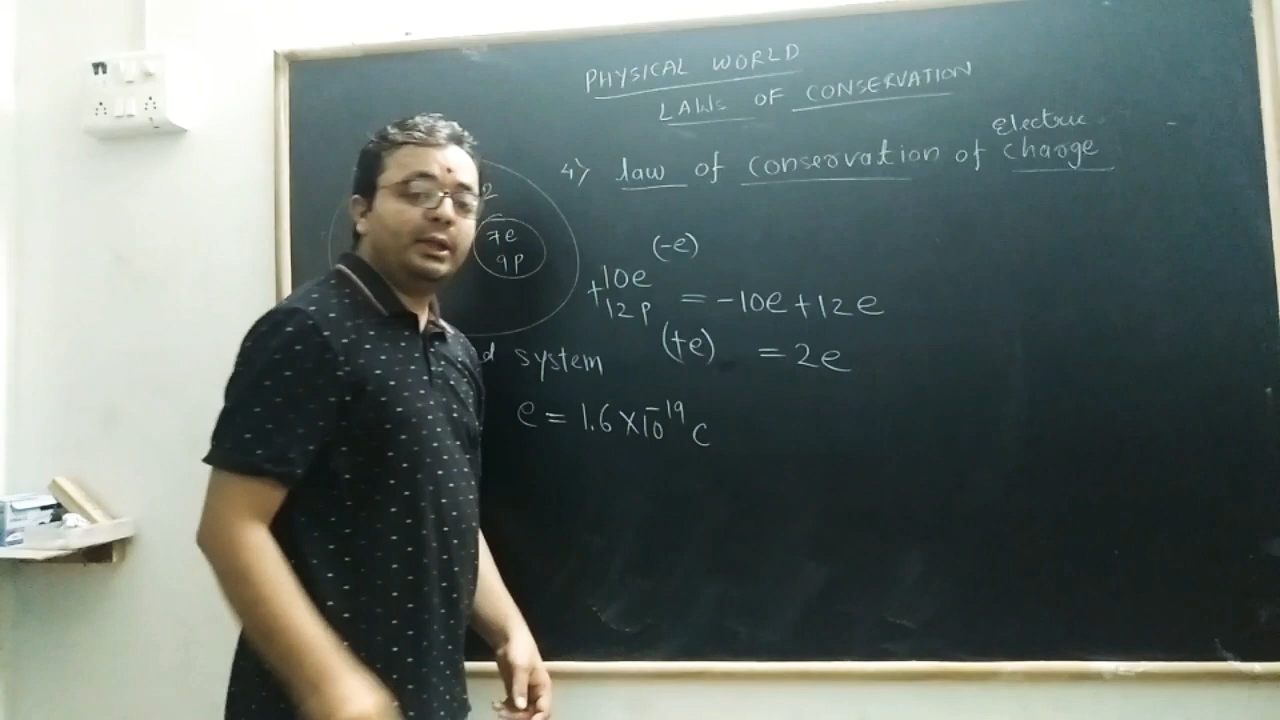 PHYSICAL WORLD
LAWS OF CONSERVATION
Electric
4) law of conservation of charge
2
7e
9p
(-e)
+10e
12p = -10e+12e
(+e) = 2e
system
e = 1.6 × 10⁻¹⁹ C